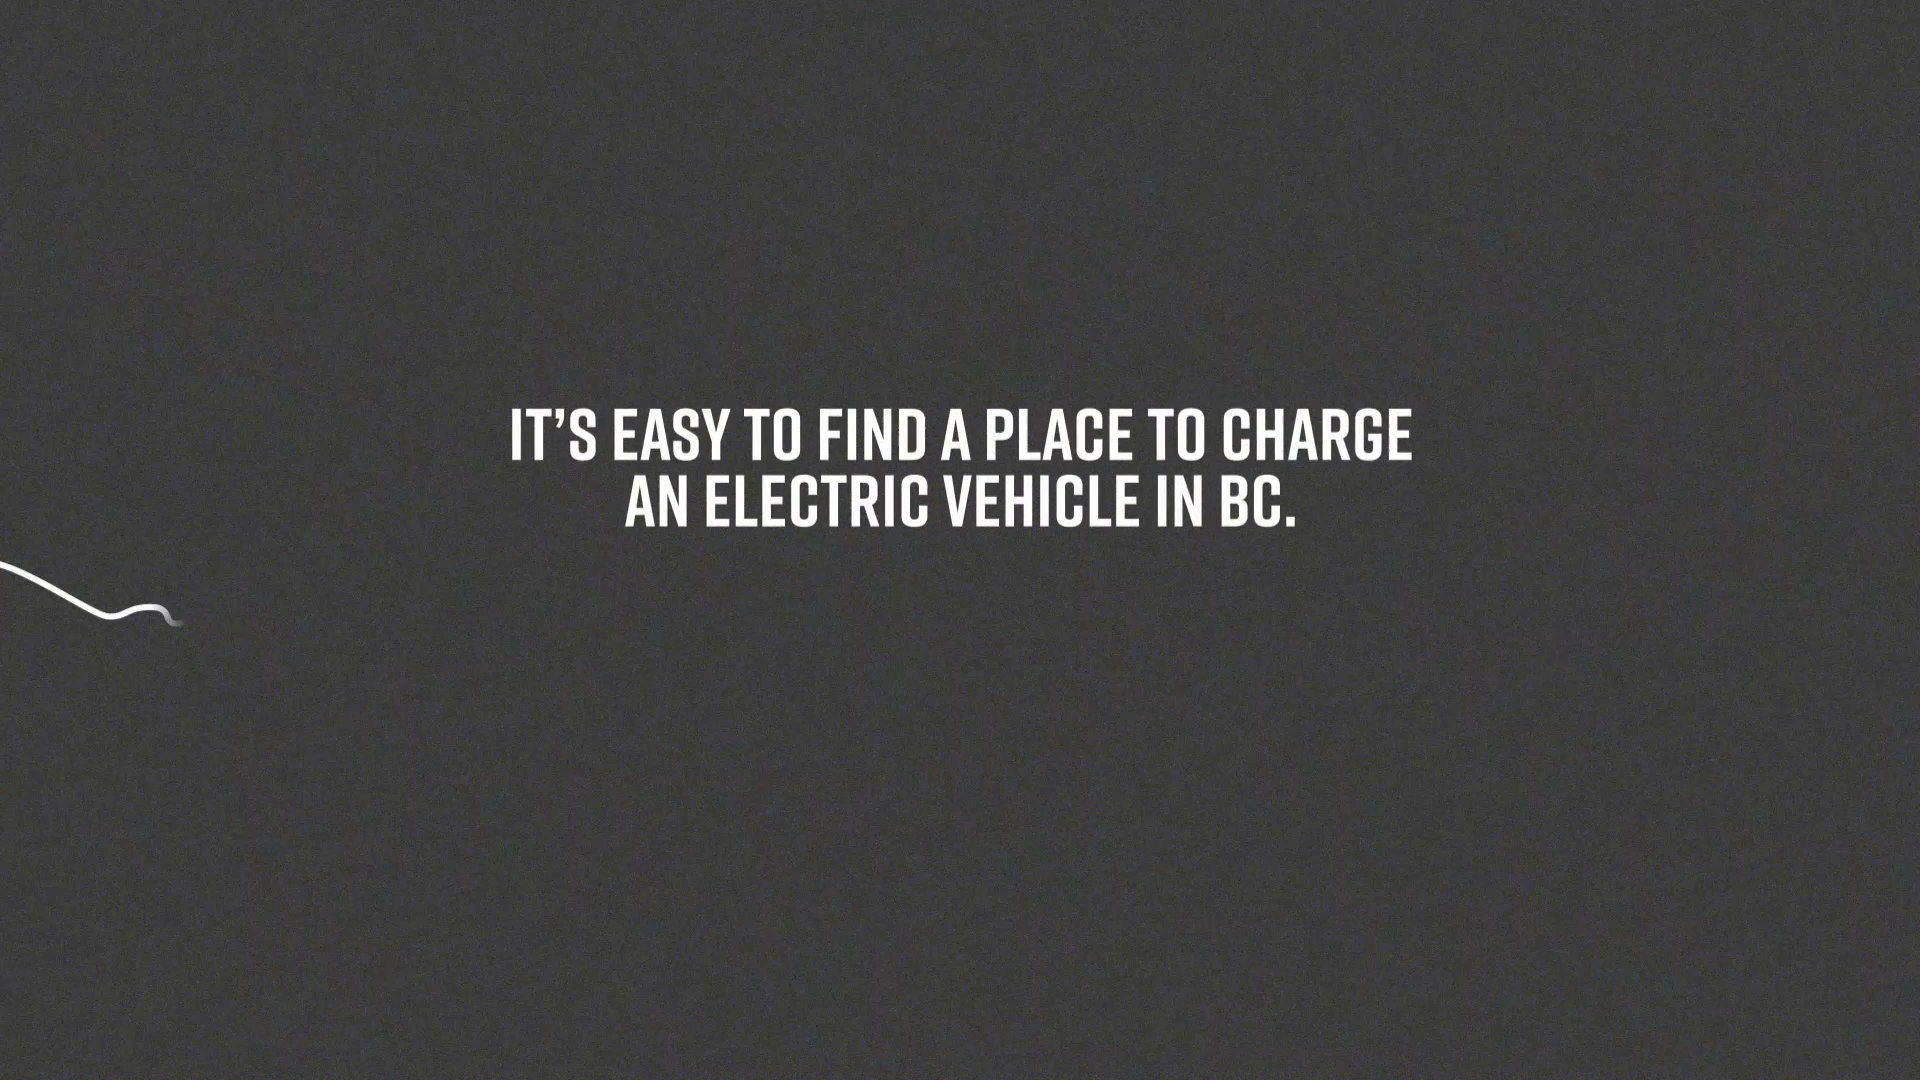 IT’S EASY TO FIND A PLACE TO CHARGE
AN ELECTRIC VEHICLE IN BC.